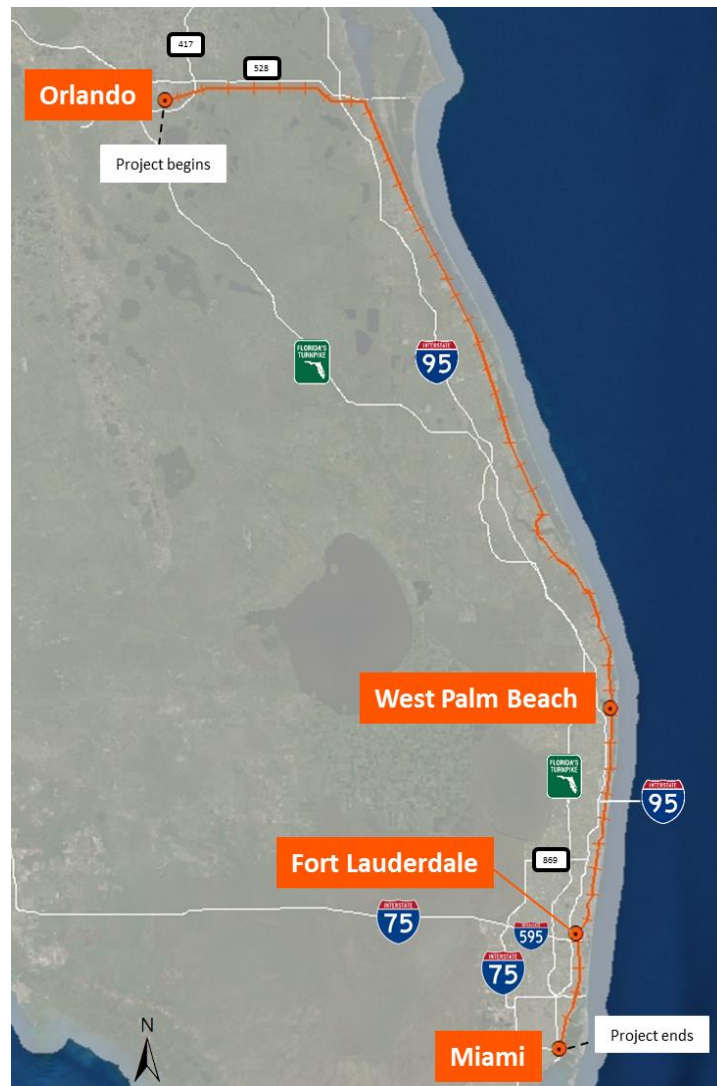 417
528
Orlando
Project begins
FLORIDA'S
TURNPIKE
INTERSTATE
95
West Palm Beach
FLORIDA'S
TURNPIKE
INTERSTATE
95
869
Fort Lauderdale
INTERSTATE
75
INTERSTATE
595
INTERSTATE
75
N
Project ends
Miami